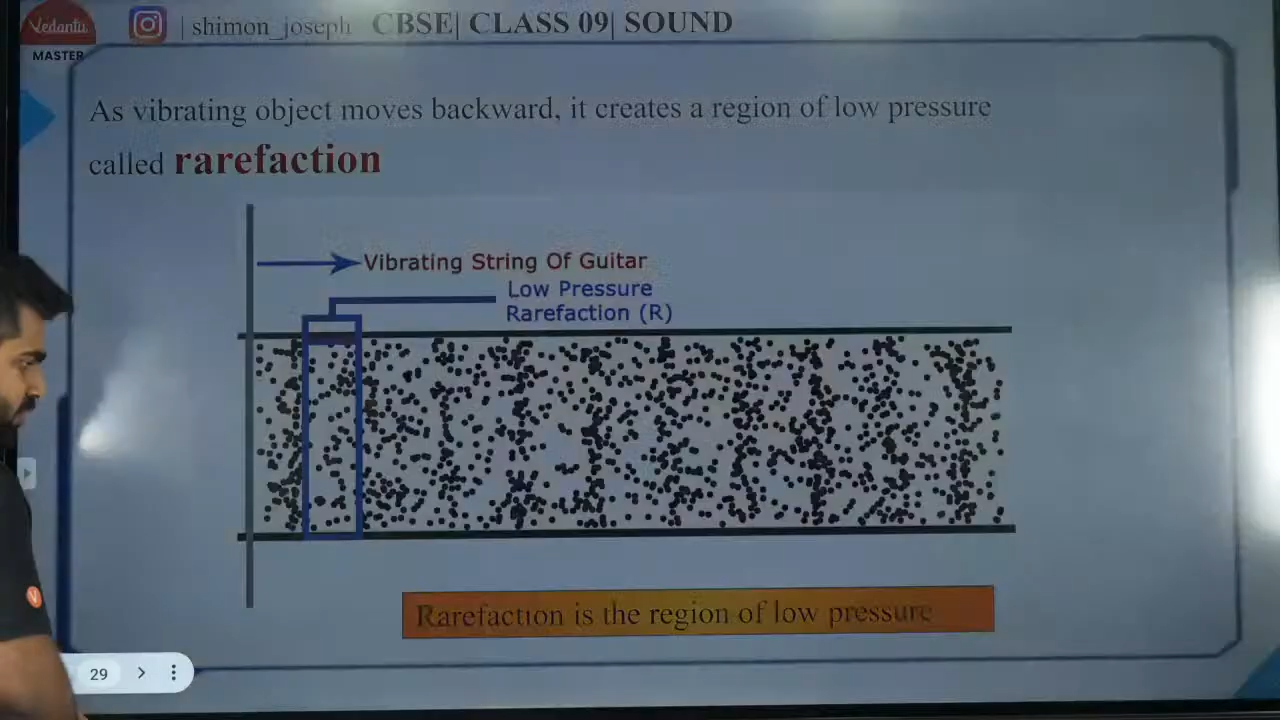 Vedantu
MASTER
| shimon_joseph CBSE| CLASS 09| SOUND
As vibrating object moves backward, it creates a region of low pressure
called rarefaction
Vibrating String Of Guitar
Low Pressure
Rarefaction (R)
Rarefaction is the region of low pressure
29